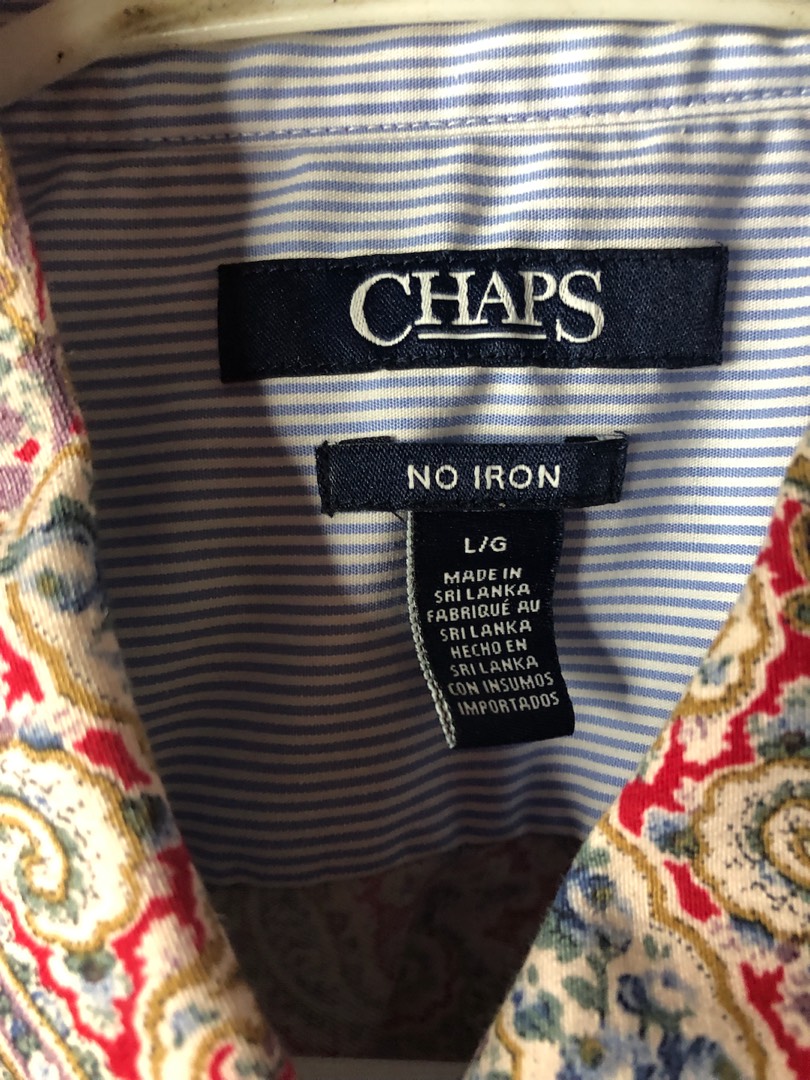 CHAPS
NO IRON
L/G
MADE IN
SRI LANKA
FABRIQUÉ AU
SRI LANKA
HECHO EN
SRI LANKA
CON INSUMOS
IMPORTADOS